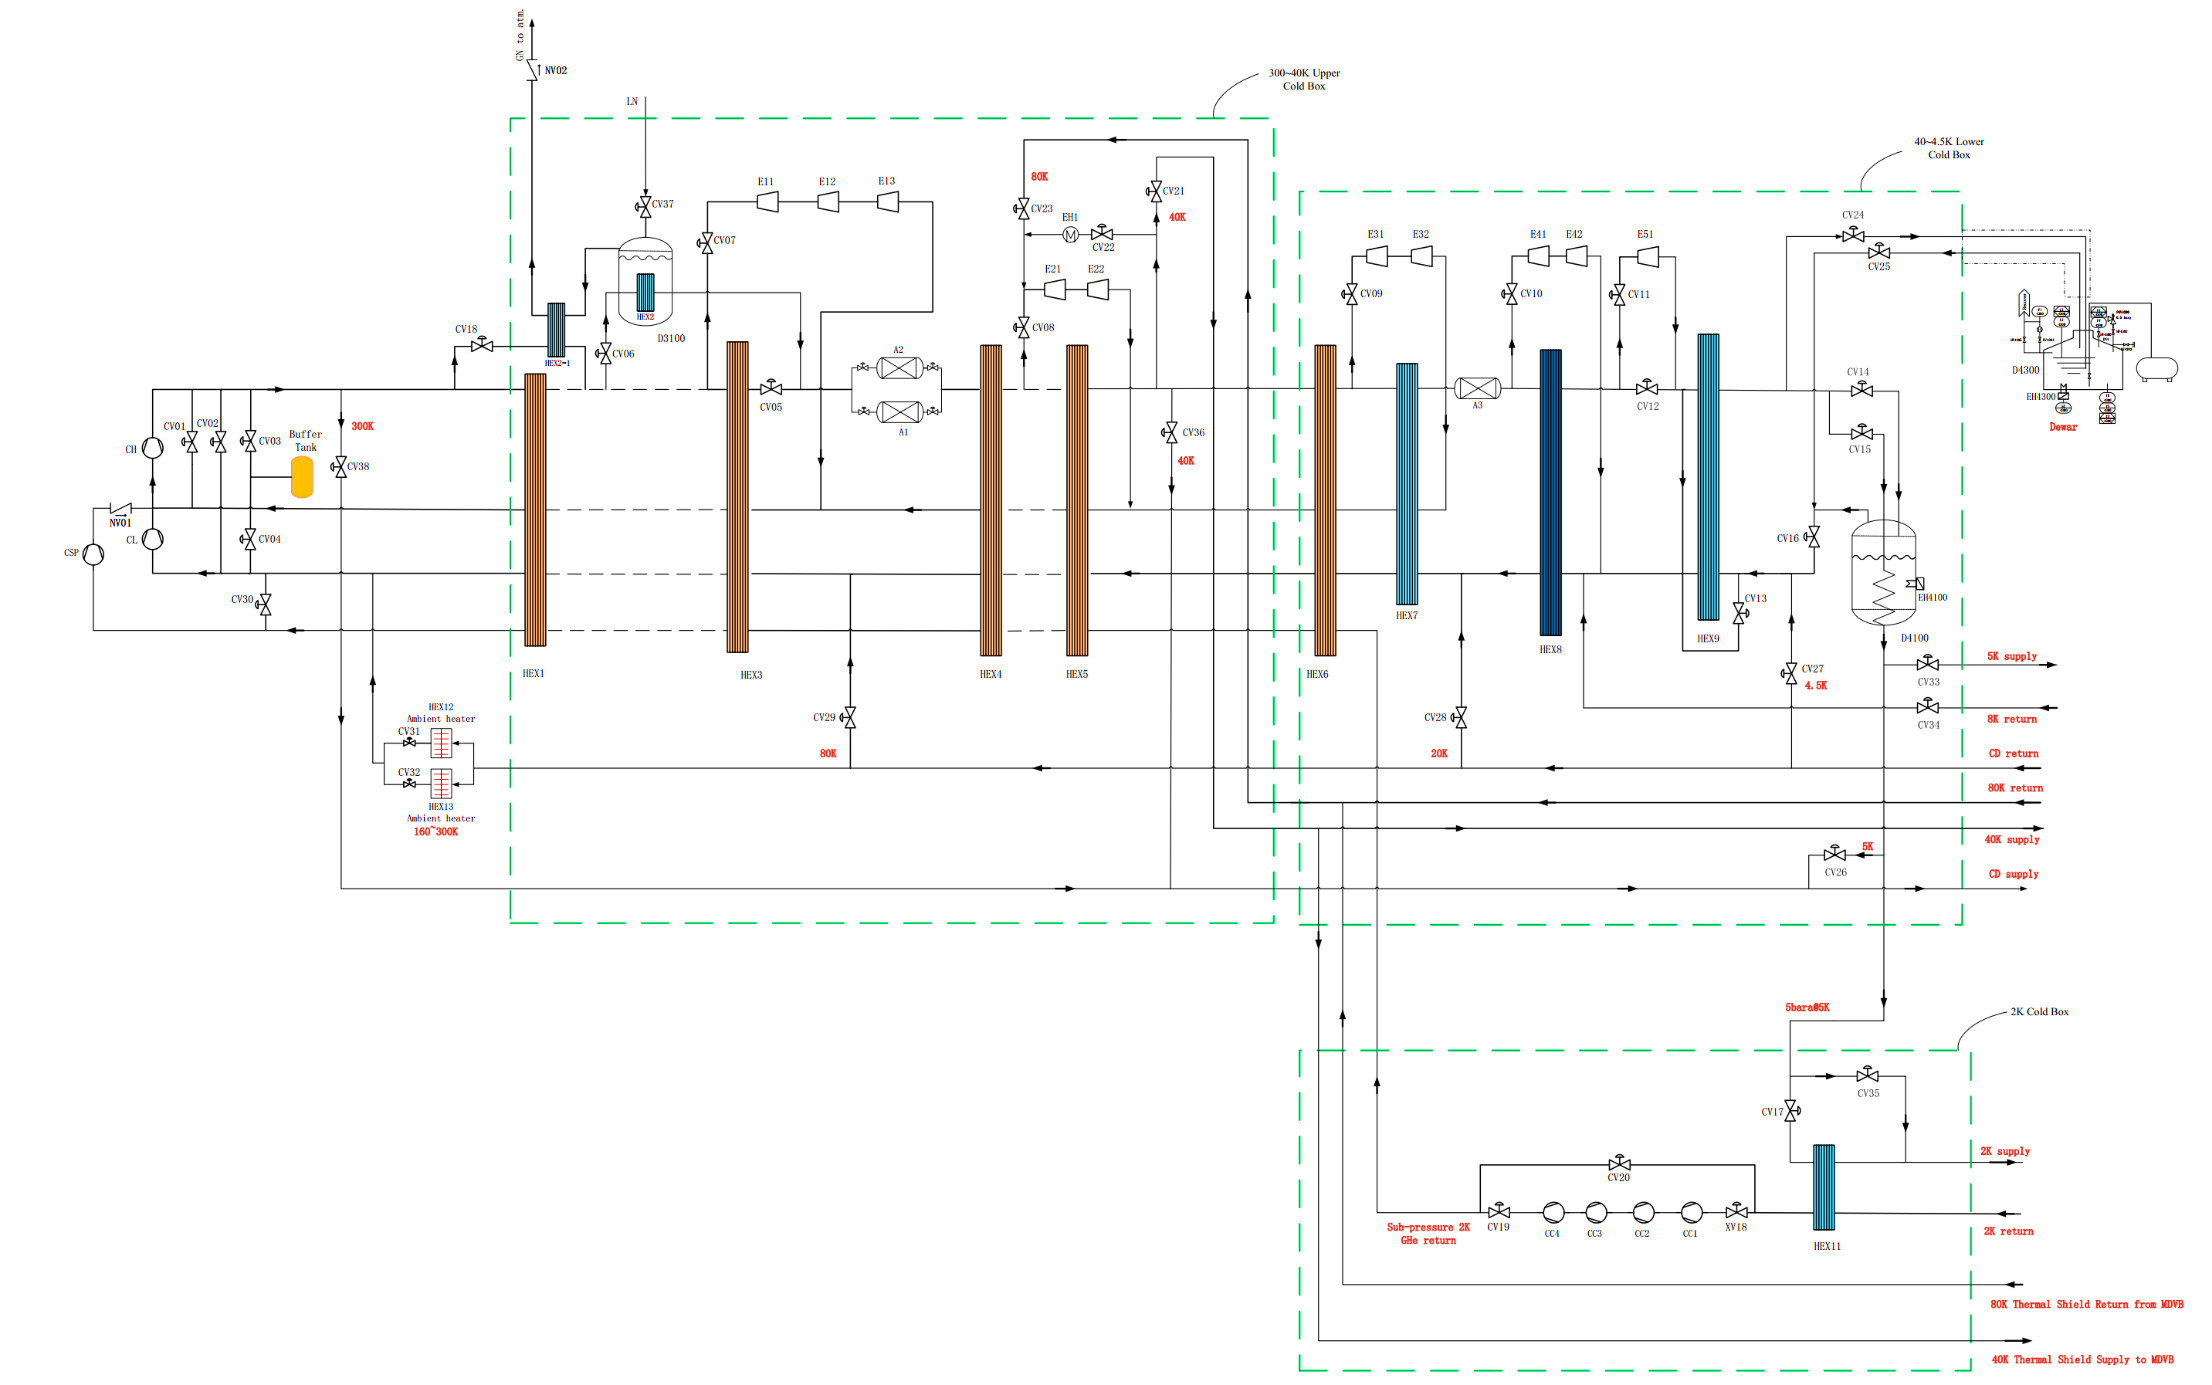 GN to atm.
NV02
300~40K Upper
Cold Box
LN
40~4.5K Lower
Cold Box
E11
E12
E13
80K
CV21
CV37
CV23
40K
EH1
CV22
CV24
CV07
E31
E32
E41
E42
E51
CV25
E21
E22
CV09
CV10
CV11
HEX2
D3100
CV08
CV18
CV06
HEX2-1
A2
A1
CV05
A3
CV12
CV14
CV15
D4300
EH4300
Dewar
CH
CV01
CV02
CV03
Buffer
Tank
300K
CV38
CV36
40K
NV01
CSP
CL
CV04
CV16
CV30
CV13
EH4100
D4100
HEX1
HEX3
HEX4
HEX5
HEX6
HEX7
HEX8
HEX9
5K supply
CV33
CV27
4.5K
HEX12
Ambient heater
CV31
CV29
CV28
CV34
8K return
80K
20K
CD return
CV32
HEX13
Ambient heater
160~300K
80K return
40K supply
5K
CV26
CD supply
5bara@5K
2K Cold Box
CV35
CV17
2K supply
CV20
CV19
CC4
CC3
CC2
CC1
XV18
HEX11
Sub-pressure 2K
GHe return
2K return
80K Thermal Shield Return from MDVB
40K Thermal Shield Supply to MDVB